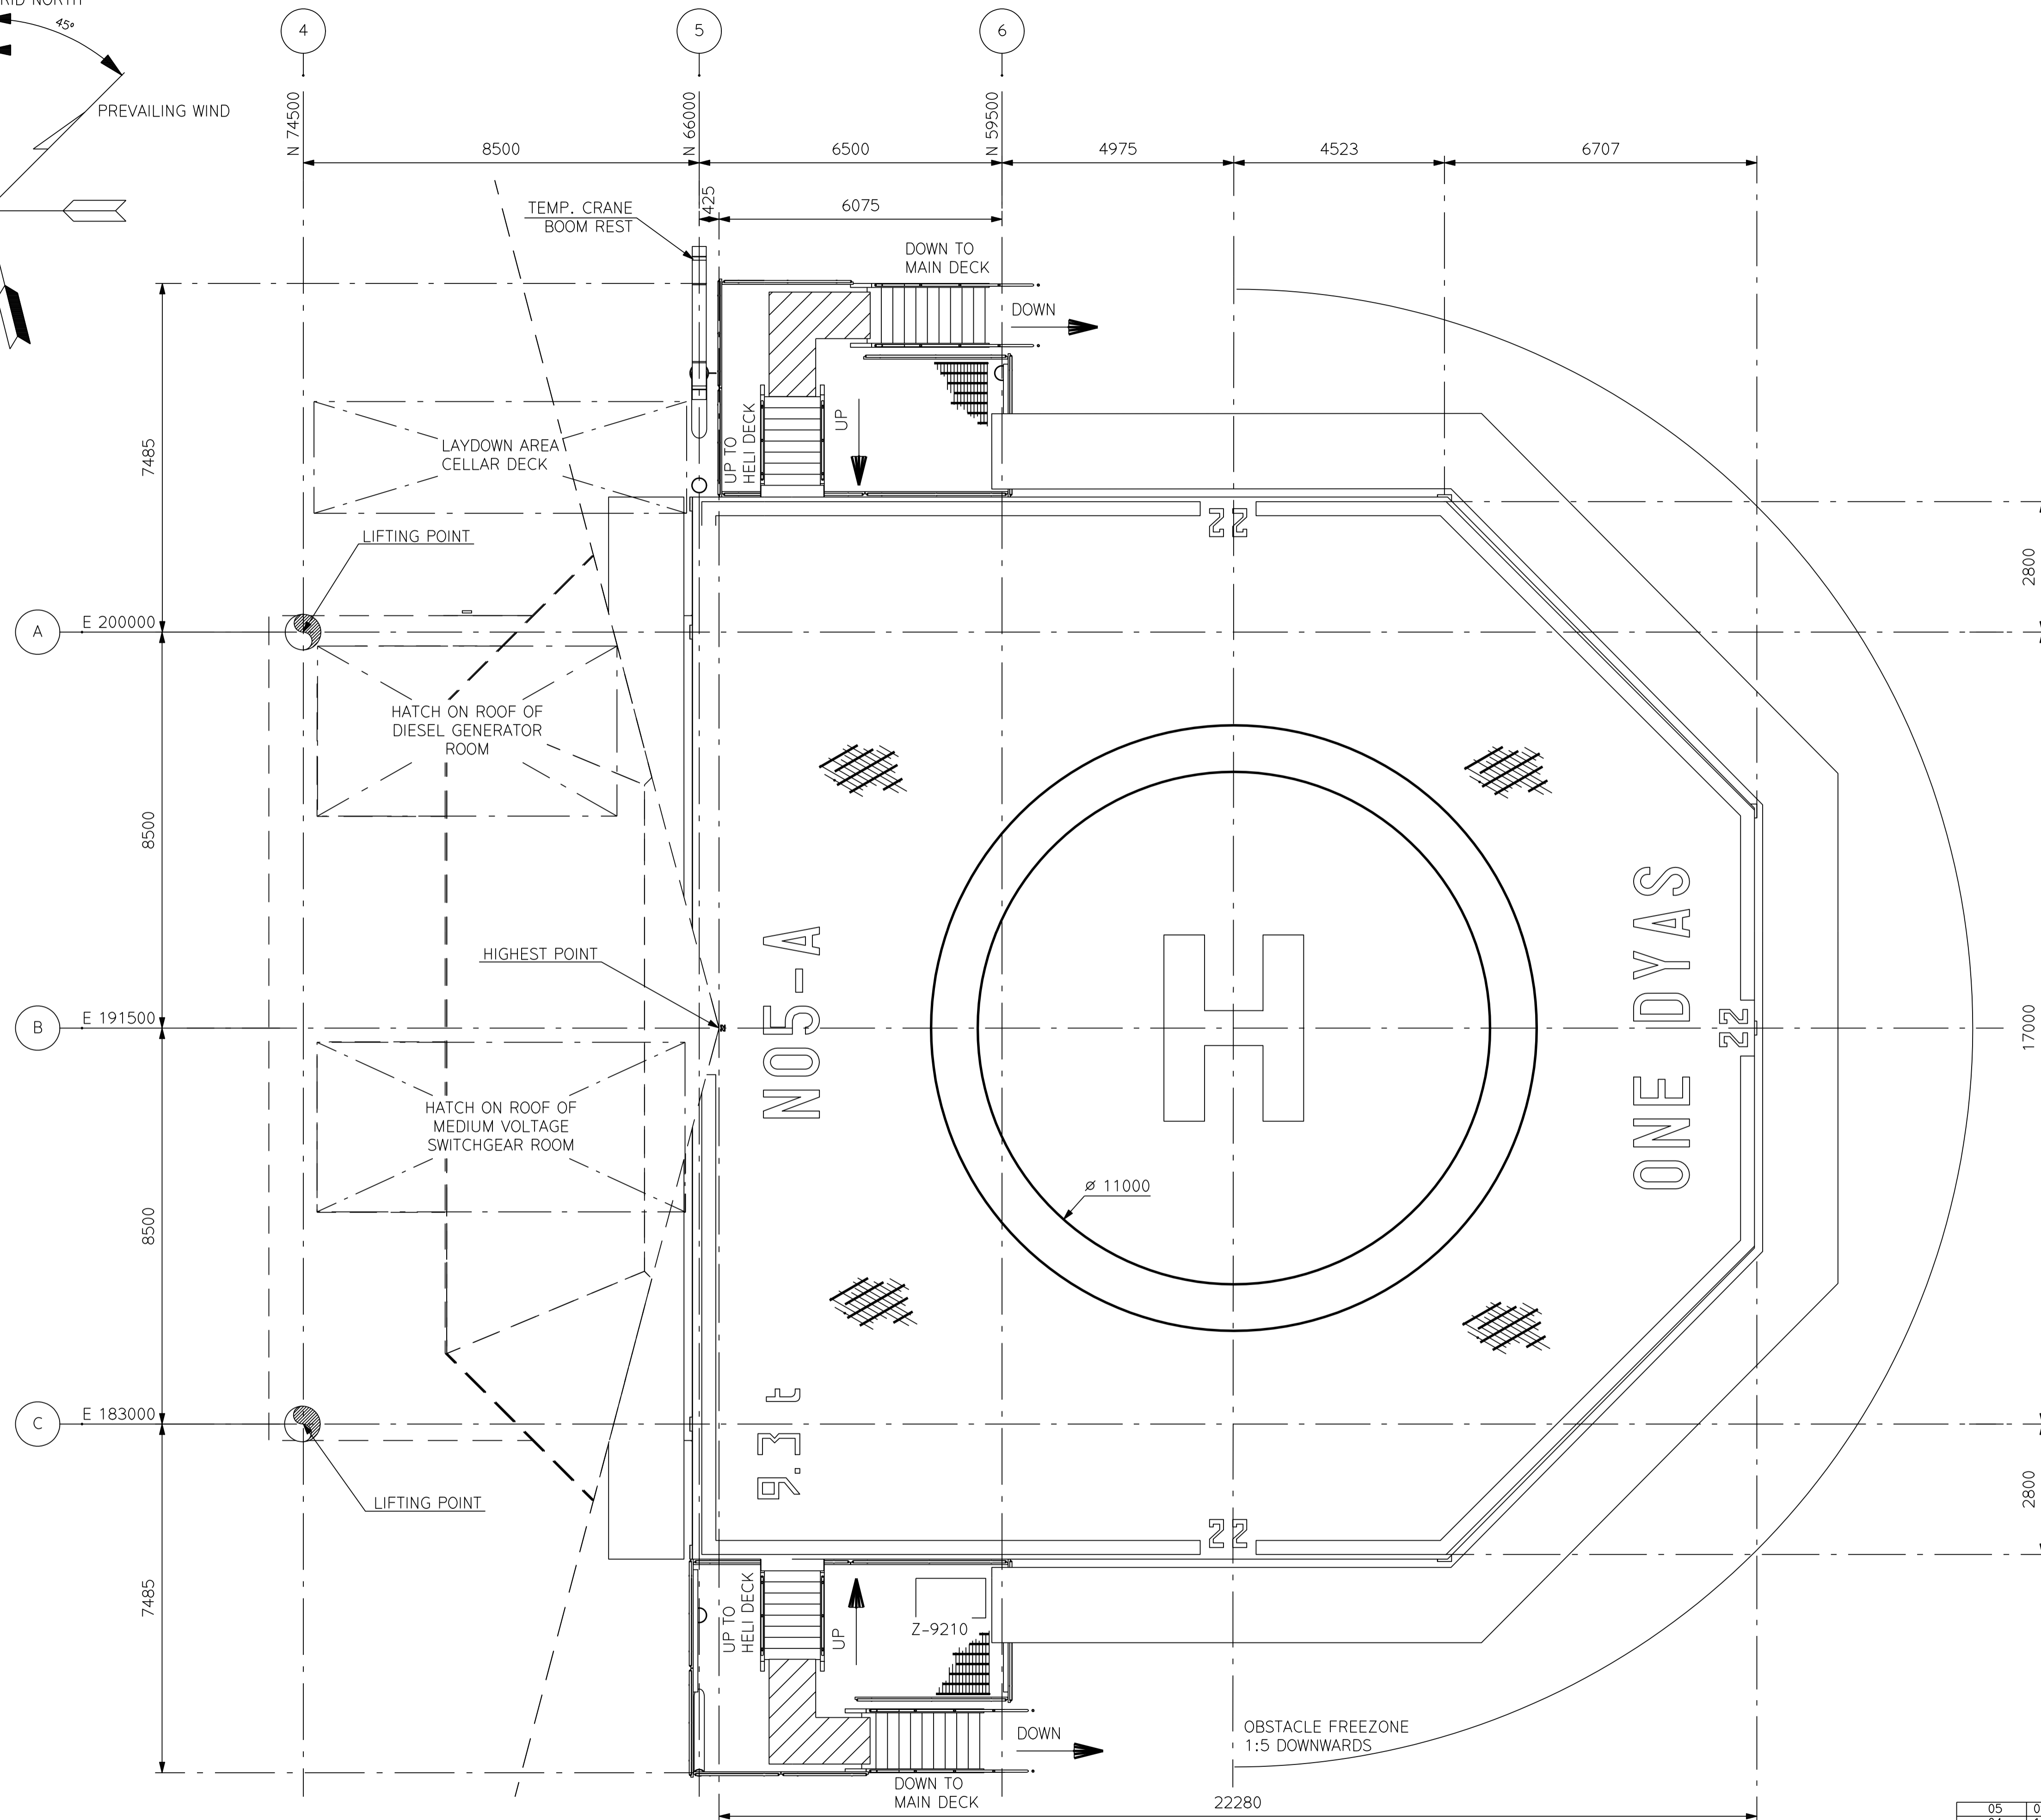 45°
PREVAILING WIND
4
5
6
N 74500
N 66000
N 59500
8500
6500
4975
4523
6707
425
6075
TEMP. CRANE
BOOM REST
DOWN TO
MAIN DECK
DOWN
UP
UP TO
HELI DECK
7485
LAYDOWN AREA
CELLAR DECK
LIFTING POINT
22
2800
A
E 200000
HATCH ON ROOF OF
DIESEL GENERATOR
ROOM
8500
HIGHEST POINT
22
N05-A
H
ONE DYAS
22
B
E 191500
17000
HATCH ON ROOF OF
MEDIUM VOLTAGE
SWITCHGEAR ROOM
ø 11000
8500
9.3 t
C
E 183000
LIFTING POINT
22
2800
7485
UP TO
HELI DECK
UP
Z-9210
DOWN
DOWN TO
MAIN DECK
OBSTACLE FREEZONE
1:5 DOWNWARDS
22280
05